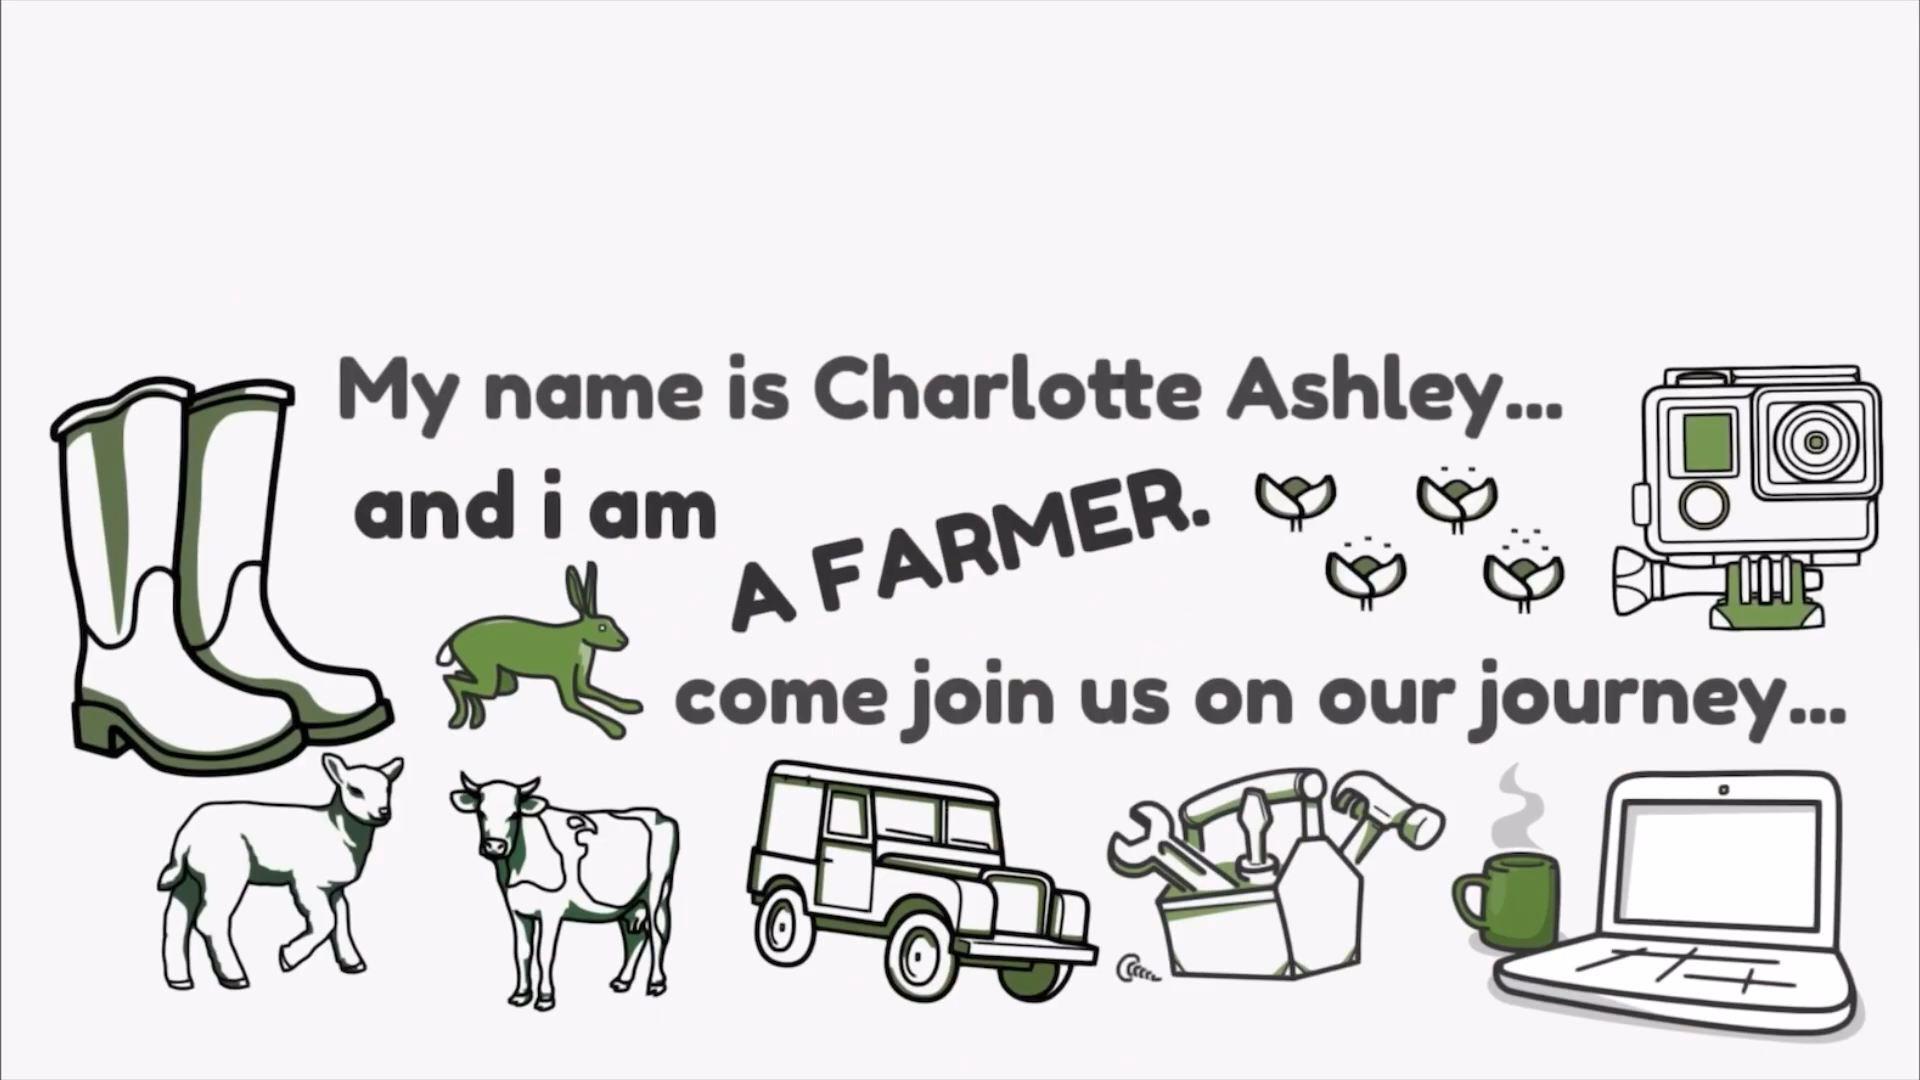 My name is Charlotte Ashley...
and i am
A FARMER.
come join us on our journey...